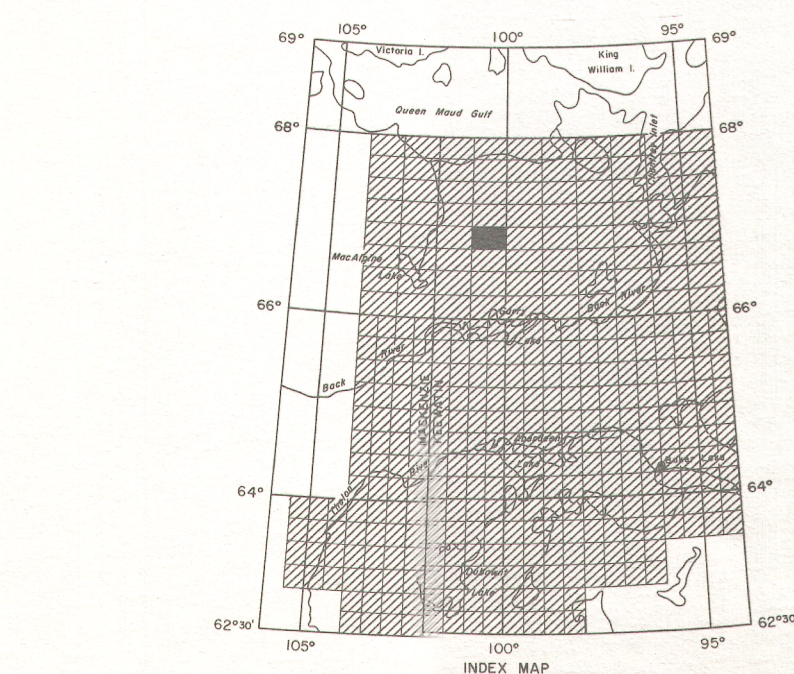 105° 100° 95°
69° 69°
Victoria I.
King
William I.
Queen Maud Gulf
68° 68°
Chantrey Inlet
MacAlpine
Lake
66° 66°
Back River
Garry
Lake
River
Back
MACKENZIE
KEEWATIN
Aberdeen
Lake
Baker Lake
River
64° 64°
Thelon
Dubawnt
Lake
62°30' 62°30'
105° 100° 95°
INDEX MAP